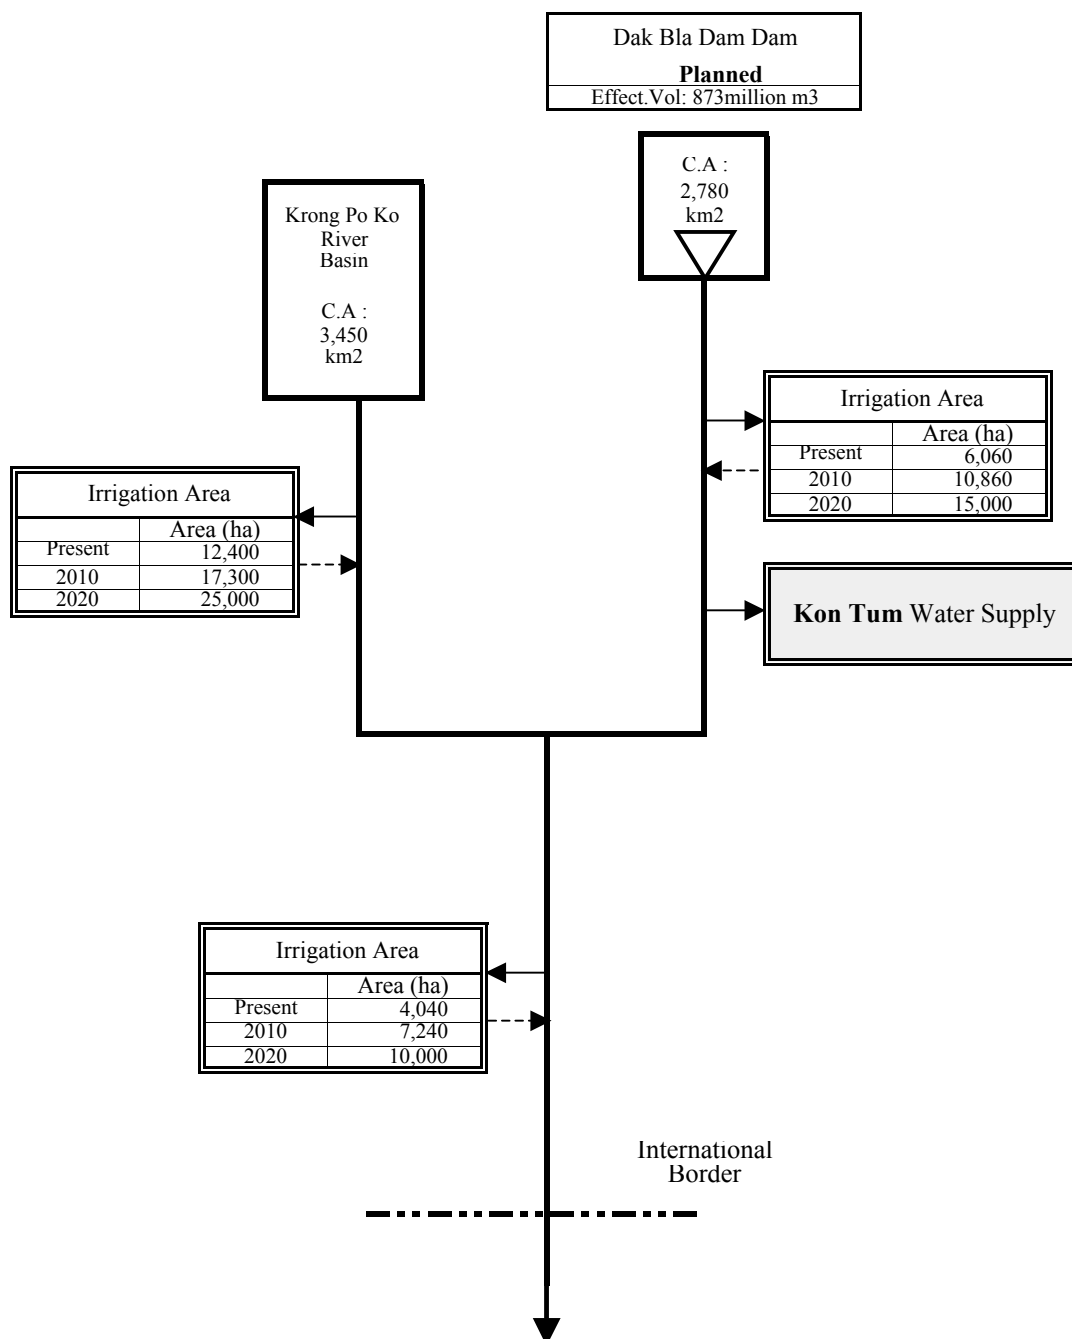 Dak Bla Dam Dam
Planned
Effect.Vol: 873million m3
C.A :
2,780
km2
Krong Po Ko
River
Basin
C.A :
3,450
km2
Irrigation Area
Area (ha)
Present 6,060
2010 10,860
2020 15,000
Irrigation Area
Area (ha)
Present 12,400
2010 17,300
2020 25,000
Kon Tum Water Supply
Irrigation Area
Area (ha)
Present 4,040
2010 7,240
2020 10,000
International
Border